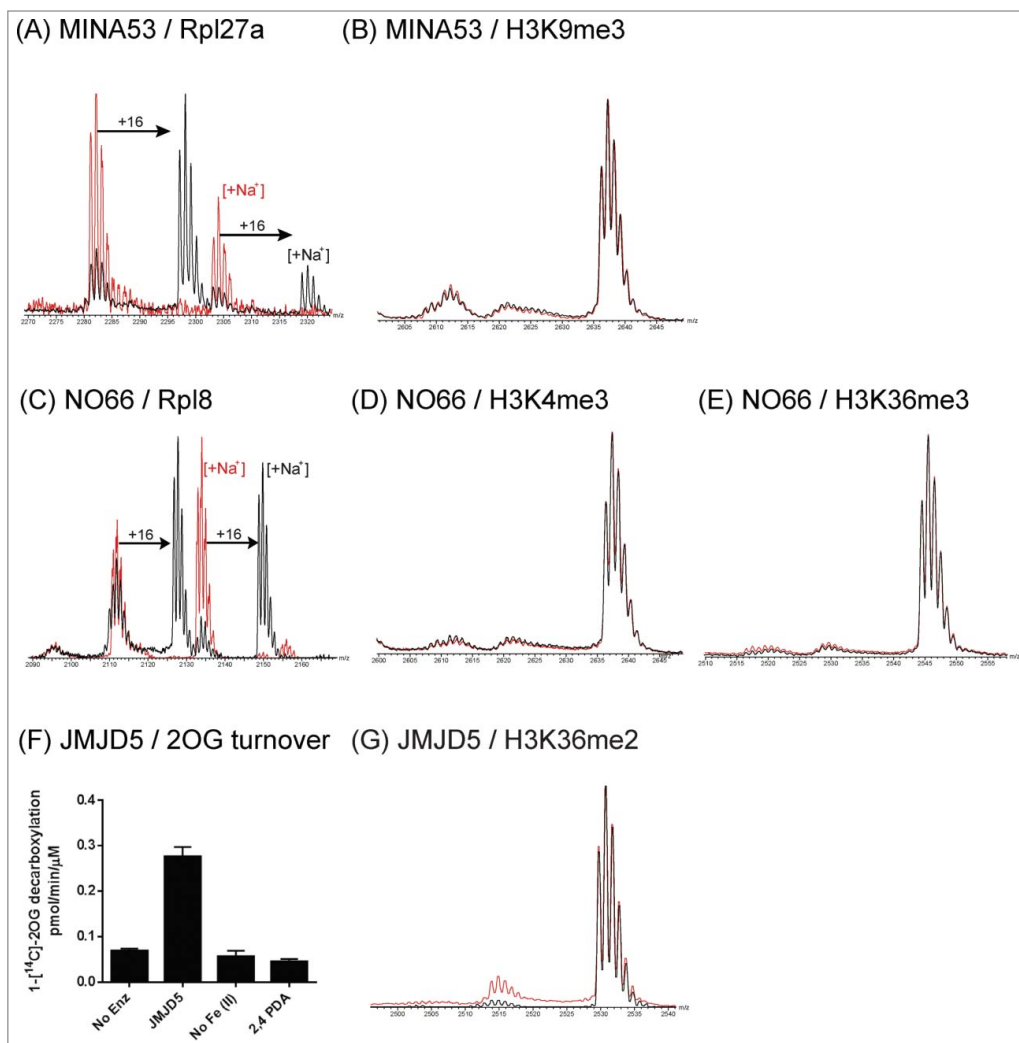 (A) MINA53 / Rpl27a
(B) MINA53 / H3K9me3
+16
[+Na⁺]
+16
[+Na⁺]
2270 2275 2280 2285 2290 2295 2300 2305 2310 2315 2320 m/z
2605 2610 2615 2620 2625 2630 2635 2640 2645 m/z
(C) NO66 / Rpl8
(D) NO66 / H3K4me3
(E) NO66 / H3K36me3
[+Na⁺]
[+Na⁺]
+16
+16
2090 2100 2110 2120 2130 2140 2150 2160 m/z
2600 2605 2610 2615 2620 2625 2630 2635 2640 2645 m/z
2510 2515 2520 2525 2530 2535 2540 2545 2550 2555 m/z
(F) JMJD5 / 2OG turnover
(G) JMJD5 / H3K36me2
1-[¹⁴C]-2OG decarboxylation
pmol/min/µM
0.4
0.3
0.2
0.1
0.0
No Enz
JMJD5
No Fe (II)
2,4 PDA
2495 2500 2505 2510 2515 2520 2525 2530 2535 2540 m/z